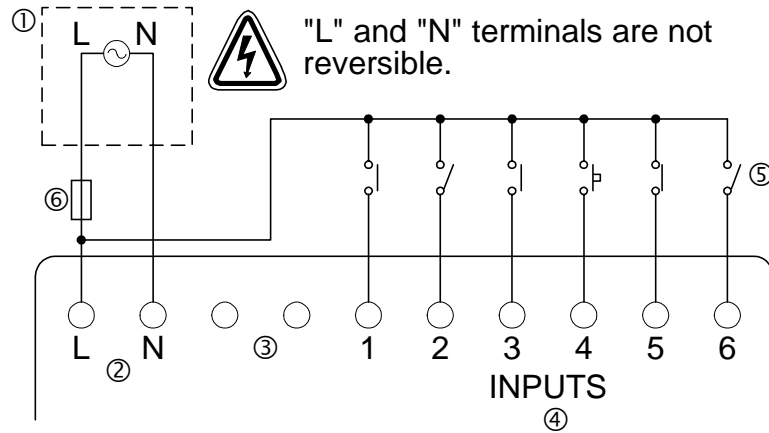 ①
L N
"L" and "N" terminals are not
reversible.
⑥
⑤
L N 1 2 3 4 5 6
② ③
INPUTS
④